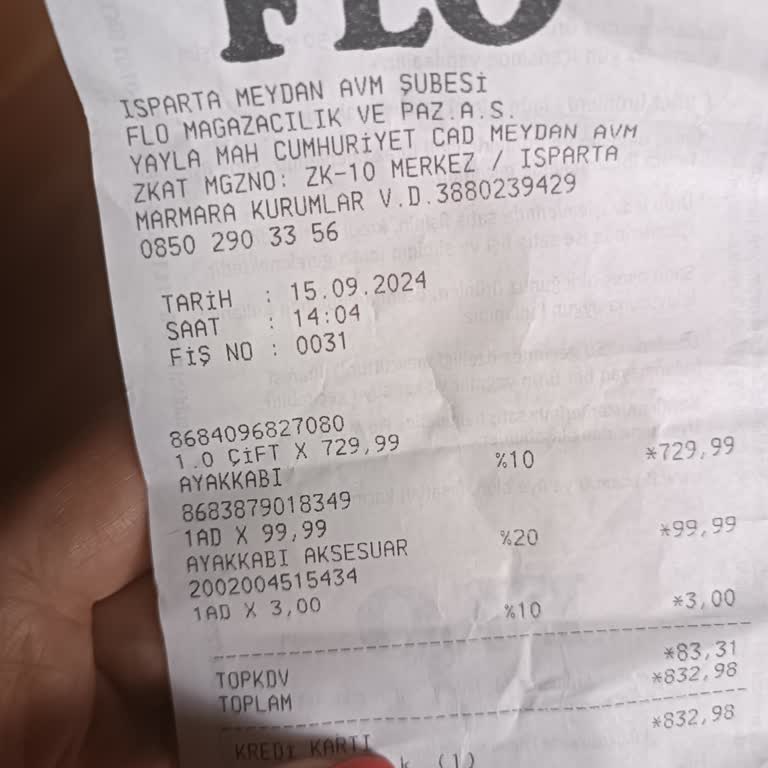 FLO
ISPARTA MEYDAN AVM ŞUBESİ
FLO MAGAZACILIK VE PAZ.A.S.
YAYLA MAH CUMHURİYET CAD MEYDAN AVM
ZKAT MGZNO: ZK-10 MERKEZ / ISPARTA
MARMARA KURUMLAR V.D.3880239429
0850 290 33 56
TARİH : 15.09.2024
SAAT : 14:04
FİŞ NO : 0031
8684096827080
1.0 ÇİFT X 729,99
AYAKKABI %10 *729,99
8683879018349
1AD X 99,99
AYAKKABI AKSESUAR %20 *99,99
2002004515434
1AD X 3,00 %10 *3,00
TOPKDV *83,31
TOPLAM *832,98
KREDİ KARTI *832,98
(1)